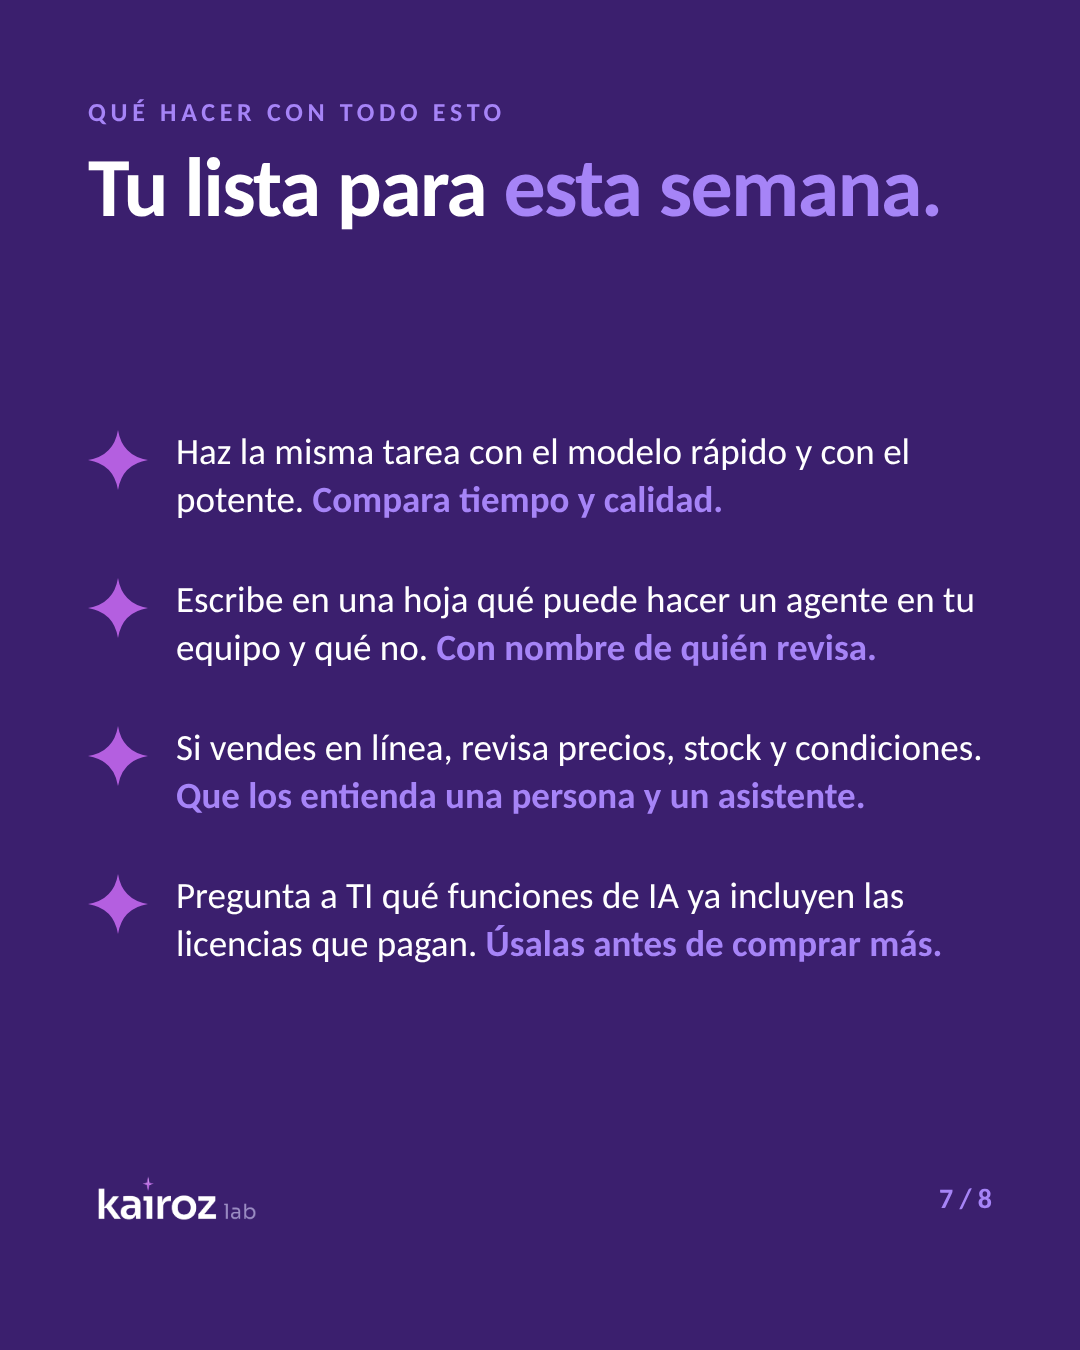 QUÉ HACER CON TODO ESTO
Tu lista para esta semana.
Haz la misma tarea con el modelo rápido y con el
potente. Compara tiempo y calidad.
Escribe en una hoja qué puede hacer un agente en tu
equipo y qué no. Con nombre de quién revisa.
Si vendes en línea, revisa precios, stock y condiciones.
Que los entienda una persona y un asistente.
Pregunta a TI qué funciones de IA ya incluyen las
licencias que pagan. Úsalas antes de comprar más.
kairoz lab
7 / 8